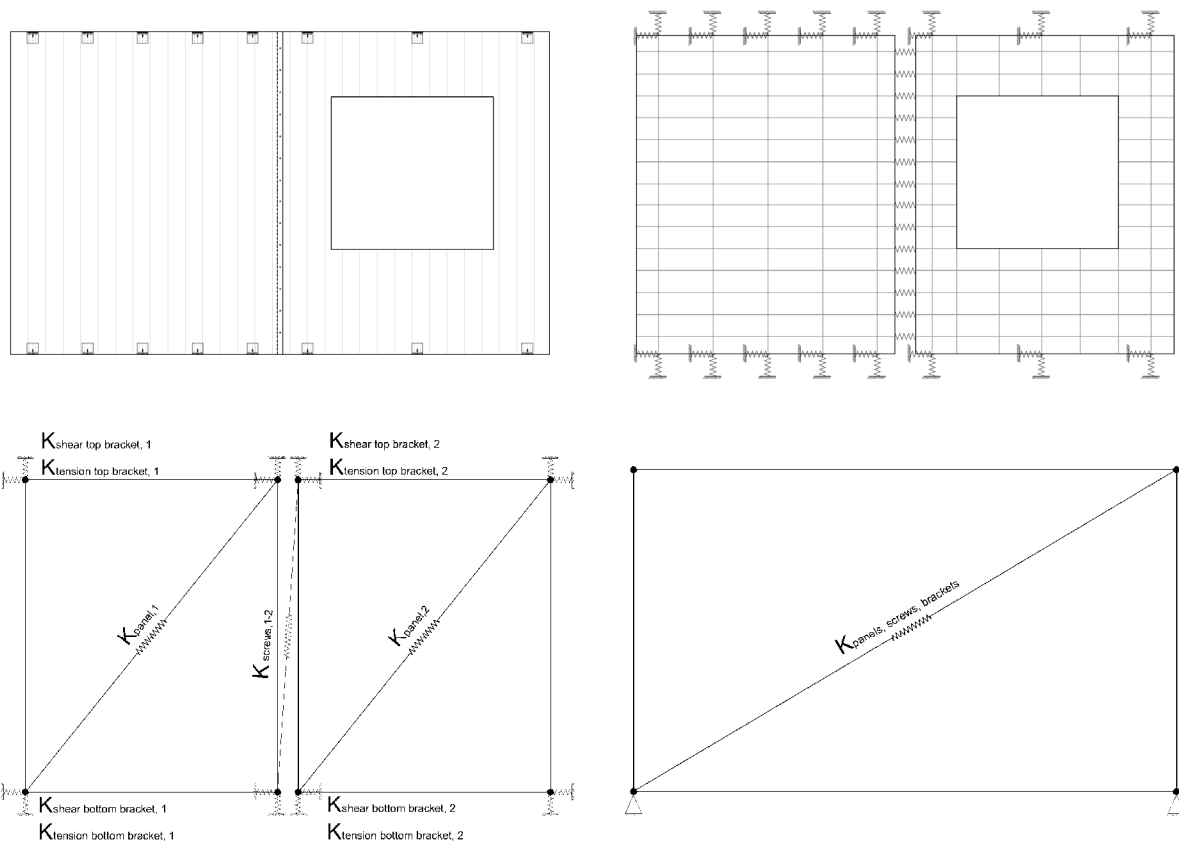 Kshear top bracket, 1
Kshear top bracket, 2
Ktension top bracket, 1
Ktension top bracket, 2
Kpanel,1
K screws,1-2
Kpanel,2
Kpanels, screws, brackets
Kshear bottom bracket, 1
Kshear bottom bracket, 2
Ktension bottom bracket, 1
Ktension bottom bracket, 2